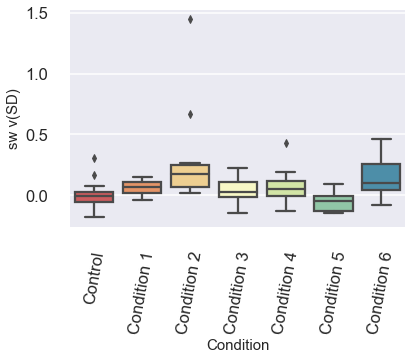 1.5
1.0
0.5
0.0
sw v(SD)
Control
Condition 1
Condition 2
Condition 3
Condition 4
Condition 5
Condition 6
Condition